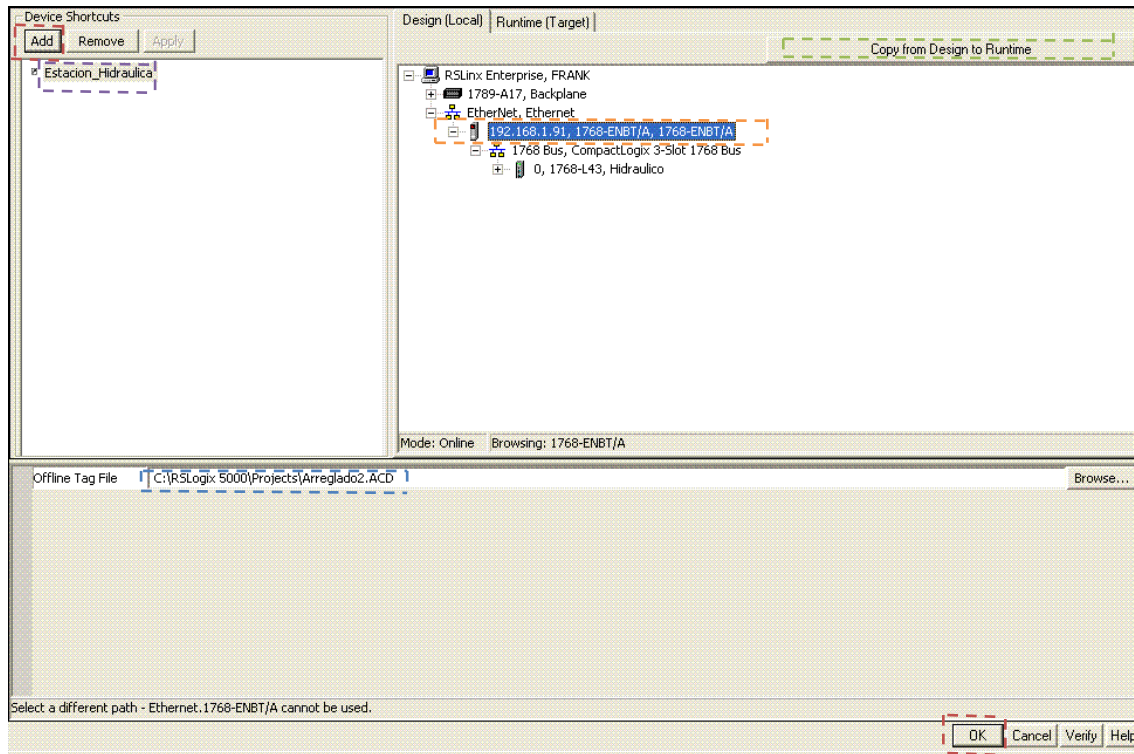 Device Shortcuts
Add Remove Apply
Estacion_Hidraulica
Design (Local) Runtime (Target)
Copy from Design to Runtime
RSLinx Enterprise, FRANK
1789-A17, Backplane
EtherNet, Ethernet
192.168.1.91, 1768-ENBT/A, 1768-ENBT/A
1768 Bus, CompactLogix 3-Slot 1768 Bus
0, 1768-L43, Hidraulico
Mode: Online Browsing: 1768-ENBT/A
Offline Tag File C:\RSLogix 5000\Projects\Arreglado2.ACD Browse...
Select a different path - Ethernet.1768-ENBT/A cannot be used.
OK Cancel Verify Help